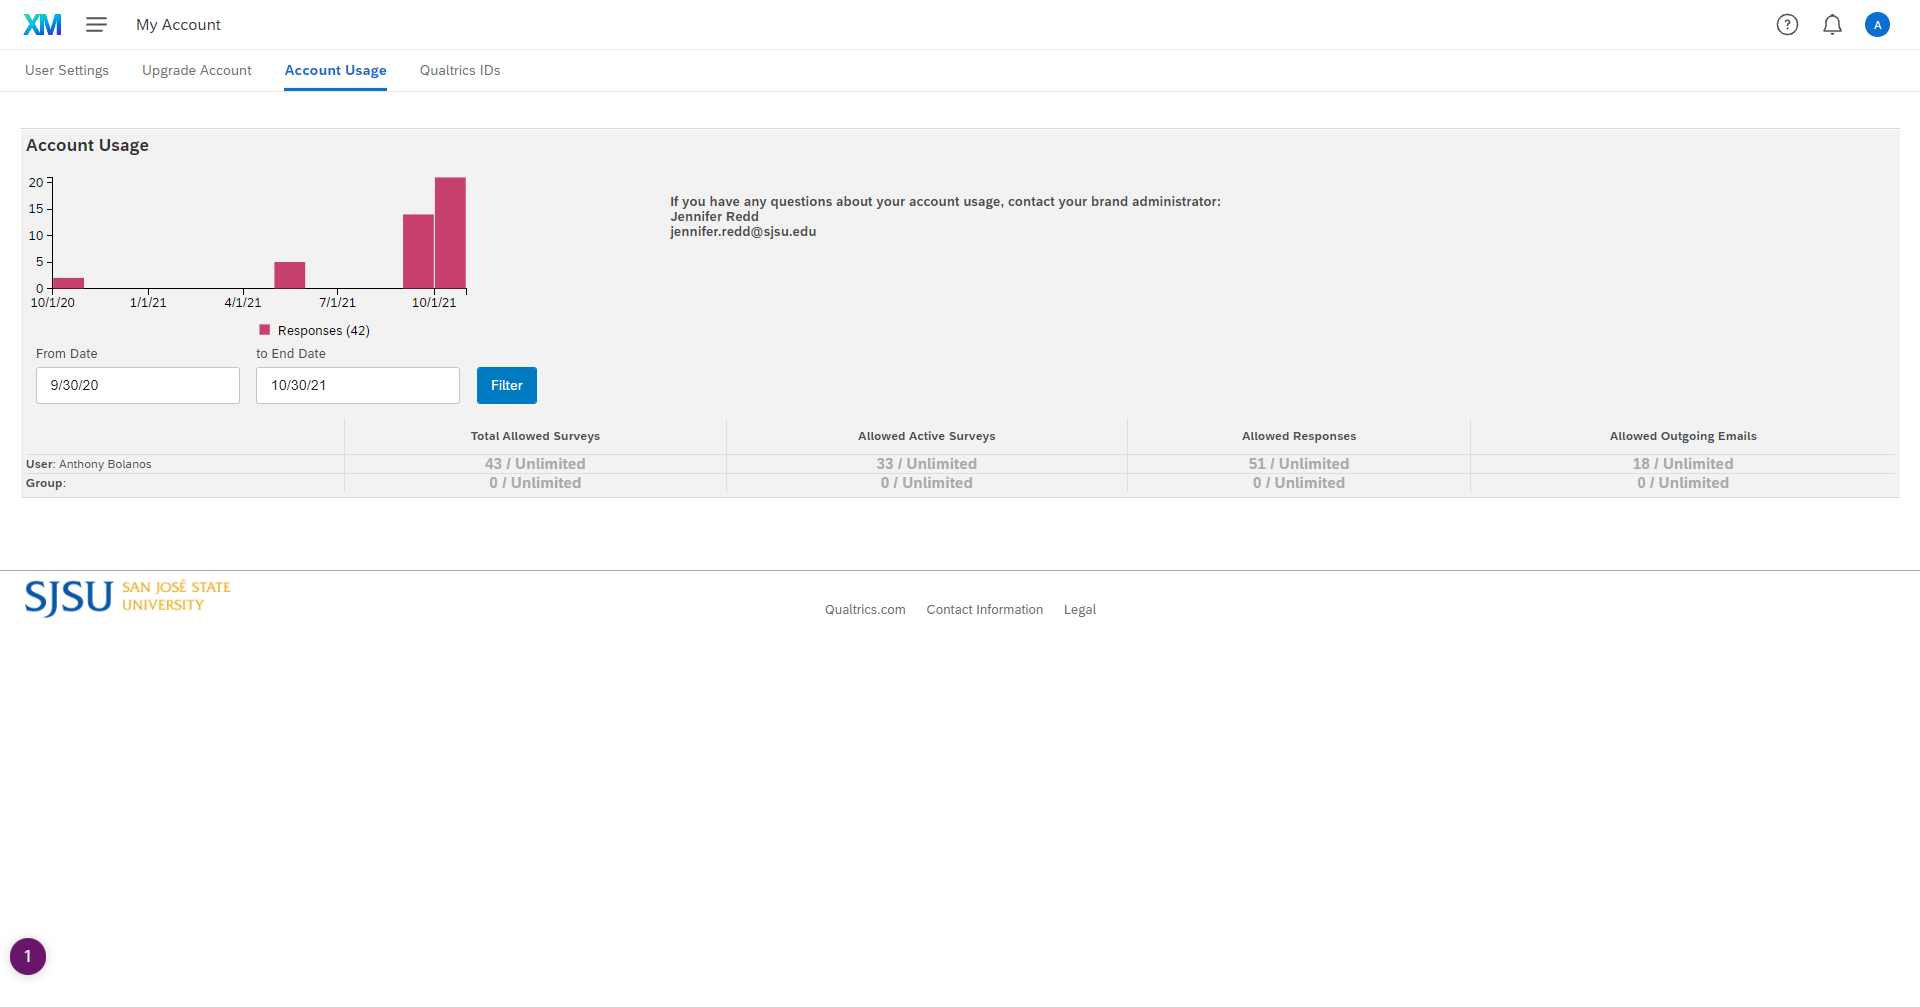 XM My Account ? A
User Settings Upgrade Account Account Usage Qualtrics IDs
Account Usage
20
15
10
5
0
10/1/20 1/1/21 4/1/21 7/1/21 10/1/21
Responses (42)
If you have any questions about your account usage, contact your brand administrator:
Jennifer Redd
jennifer.redd@sjsu.edu
From Date to End Date
9/30/20 10/30/21 Filter
Total Allowed Surveys Allowed Active Surveys Allowed Responses Allowed Outgoing Emails
User: Anthony Bolanos 43 / Unlimited 33 / Unlimited 51 / Unlimited 18 / Unlimited
Group: 0 / Unlimited 0 / Unlimited 0 / Unlimited 0 / Unlimited
SJSU SAN JOSÉ STATE
UNIVERSITY
Qualtrics.com Contact Information Legal
1